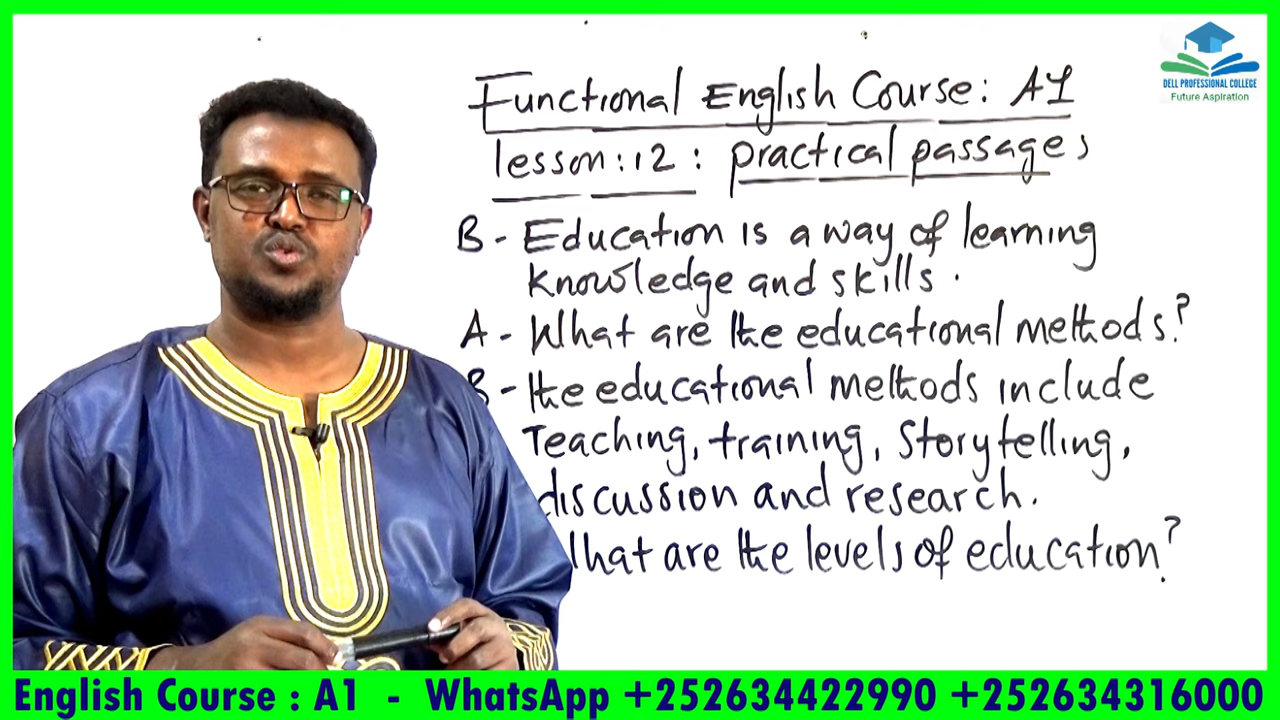 Functional English Course: A1
lesson: 12: practical passages
DELL PROFESSIONAL COLLEGE
Future Aspiration
B- Education is a way of learning
knowledge and skills.
A- What are the educational methods?
B- the educational methods include
Teaching, training, Storytelling,
discussion and research.
What are the levels of education?
English Course : A1 - WhatsApp +252634422990 +252634316000